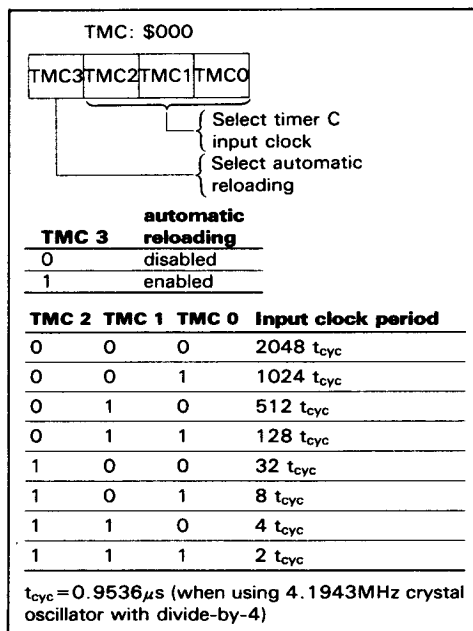 TMC: $000
TMC3 TMC2 TMC1 TMC0
Select timer C
input clock
Select automatic
reloading
automatic
TMC 3 reloading
0 disabled
1 enabled
TMC 2 TMC 1 TMC 0 Input clock period
0 0 0 2048 tcyc
0 0 1 1024 tcyc
0 1 0 512 tcyc
0 1 1 128 tcyc
1 0 0 32 tcyc
1 0 1 8 tcyc
1 1 0 4 tcyc
1 1 1 2 tcyc
tcyc=0.9536μs (when using 4.1943MHz crystal
oscillator with divide-by-4)